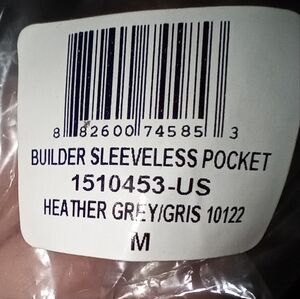 8 82600 74585 3
BUILDER SLEEVELESS POCKET
1510453-US
HEATHER GREY/GRIS 10122
M